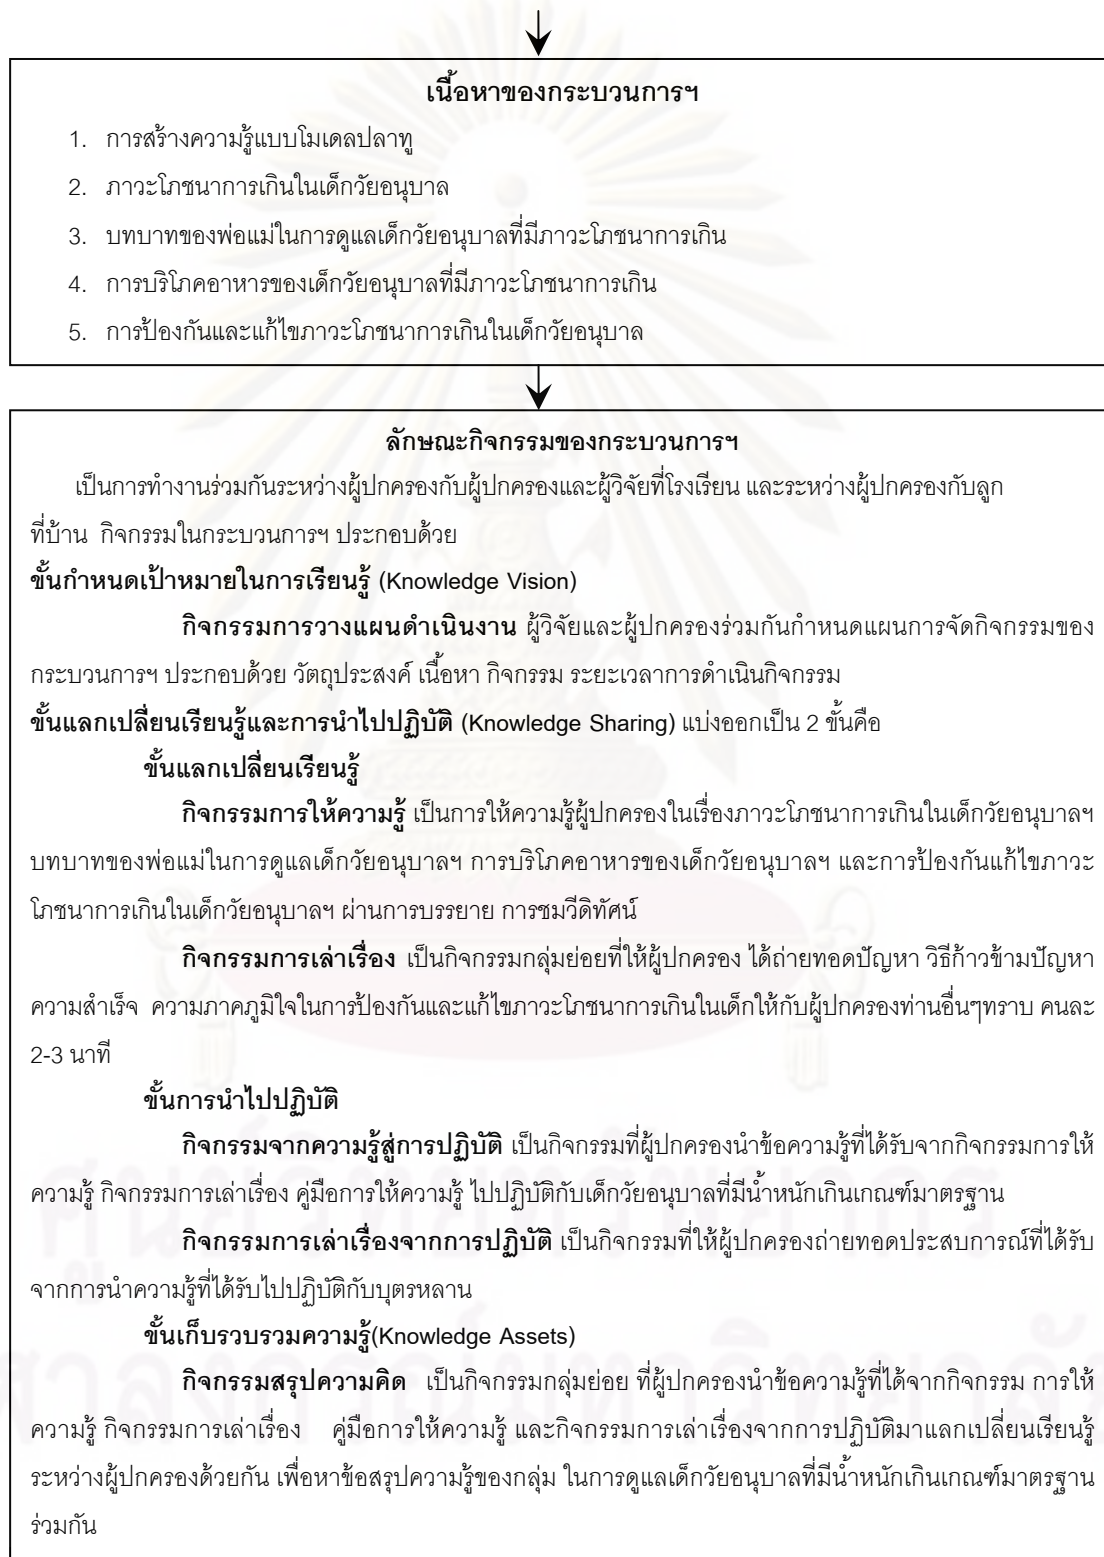 เนื้อหาของกระบวนการฯ
1. การสร้างความรู้แบบโมเดลปลาทู
2. ภาวะโภชนาการเกินในเด็กวัยอนุบาล
3. บทบาทของพ่อแม่ในการดูแลเด็กวัยอนุบาลที่มีภาวะโภชนาการเกิน
4. การบริโภคอาหารของเด็กวัยอนุบาลที่มีภาวะโภชนาการเกิน
5. การป้องกันและแก้ไขภาวะโภชนาการเกินในเด็กวัยอนุบาล
ลักษณะกิจกรรมของกระบวนการฯ
เป็นการทำงานร่วมกันระหว่างผู้ปกครองกับผู้ปกครองและผู้วิจัยที่โรงเรียน และระหว่างผู้ปกครองกับลูก
ที่บ้าน กิจกรรมในกระบวนการฯ ประกอบด้วย
ขั้นกำหนดเป้าหมายในการเรียนรู้ (Knowledge Vision)
กิจกรรมการวางแผนดำเนินงาน ผู้วิจัยและผู้ปกครองร่วมกันกำหนดแผนการจัดกิจกรรมของ
กระบวนการฯ ประกอบด้วย วัตถุประสงค์ เนื้อหา กิจกรรม ระยะเวลาการดำเนินกิจกรรม
ขั้นแลกเปลี่ยนเรียนรู้และการนำไปปฏิบัติ (Knowledge Sharing) แบ่งออกเป็น 2 ขั้นคือ
ขั้นแลกเปลี่ยนเรียนรู้
กิจกรรมการให้ความรู้ เป็นการให้ความรู้ผู้ปกครองในเรื่องภาวะโภชนาการเกินในเด็กวัยอนุบาลฯ
บทบาทของพ่อแม่ในการดูแลเด็กวัยอนุบาลฯ การบริโภคอาหารของเด็กวัยอนุบาลฯ และการป้องกันแก้ไขภาวะ
โภชนาการเกินในเด็กวัยอนุบาลฯ ผ่านการบรรยาย การชมวีดิทัศน์
กิจกรรมการเล่าเรื่อง เป็นกิจกรรมกลุ่มย่อยที่ให้ผู้ปกครอง ได้ถ่ายทอดปัญหา วิธีก้าวข้ามปัญหา
ความสำเร็จ ความภาคภูมิใจในการป้องกันและแก้ไขภาวะโภชนาการเกินในเด็กให้กับผู้ปกครองท่านอื่นๆทราบ คนละ
2-3 นาที
ขั้นการนำไปปฏิบัติ
กิจกรรมจากความรู้สู่การปฏิบัติ เป็นกิจกรรมที่ผู้ปกครองนำข้อความรู้ที่ได้รับจากกิจกรรมการให้
ความรู้ กิจกรรมการเล่าเรื่อง คู่มือการให้ความรู้ ไปปฏิบัติกับเด็กวัยอนุบาลที่มีน้ำหนักเกินเกณฑ์มาตรฐาน
กิจกรรมการเล่าเรื่องจากการปฏิบัติ เป็นกิจกรรมที่ให้ผู้ปกครองถ่ายทอดประสบการณ์ที่ได้รับ
จากการนำความรู้ที่ได้รับไปปฏิบัติกับบุตรหลาน
ขั้นเก็บรวบรวมความรู้(Knowledge Assets)
กิจกรรมสรุปความคิด เป็นกิจกรรมกลุ่มย่อย ที่ผู้ปกครองนำข้อความรู้ที่ได้จากกิจกรรม การให้
ความรู้ กิจกรรมการเล่าเรื่อง คู่มือการให้ความรู้ และกิจกรรมการเล่าเรื่องจากการปฏิบัติมาแลกเปลี่ยนเรียนรู้
ระหว่างผู้ปกครองด้วยกัน เพื่อหาข้อสรุปความรู้ของกลุ่ม ในการดูแลเด็กวัยอนุบาลที่มีน้ำหนักเกินเกณฑ์มาตรฐาน
ร่วมกัน
ศูนย์วิทยทรัพยากร